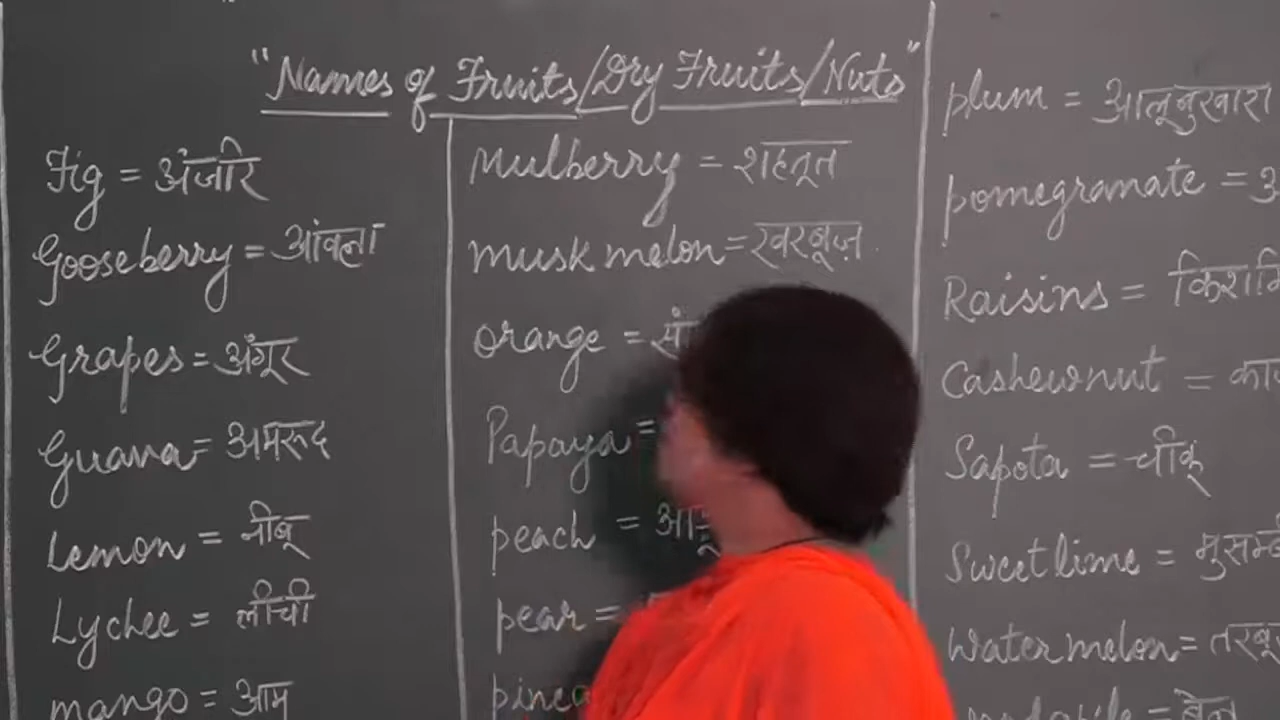 "Names of Fruits/Dry Fruits/Nuts"
Fig = अंजीर
Gooseberry = आंवला
Grapes = अंगूर
Guava = अमरूद
Lemon = नीबू
Lychee = लीची
mango = आम
Mulberry = शहतूत
musk melon = खरबूज़
orange = सं
Papaya =
peach = आड़ू
pear =
pinea
plum = आलूबुखारा
pomegranate = अ
Raisins = किशमि
Cashewnut = काज
Sapota = चीकू
Sweet lime = मुसम्ब
Water melon = तरबू
= बेल